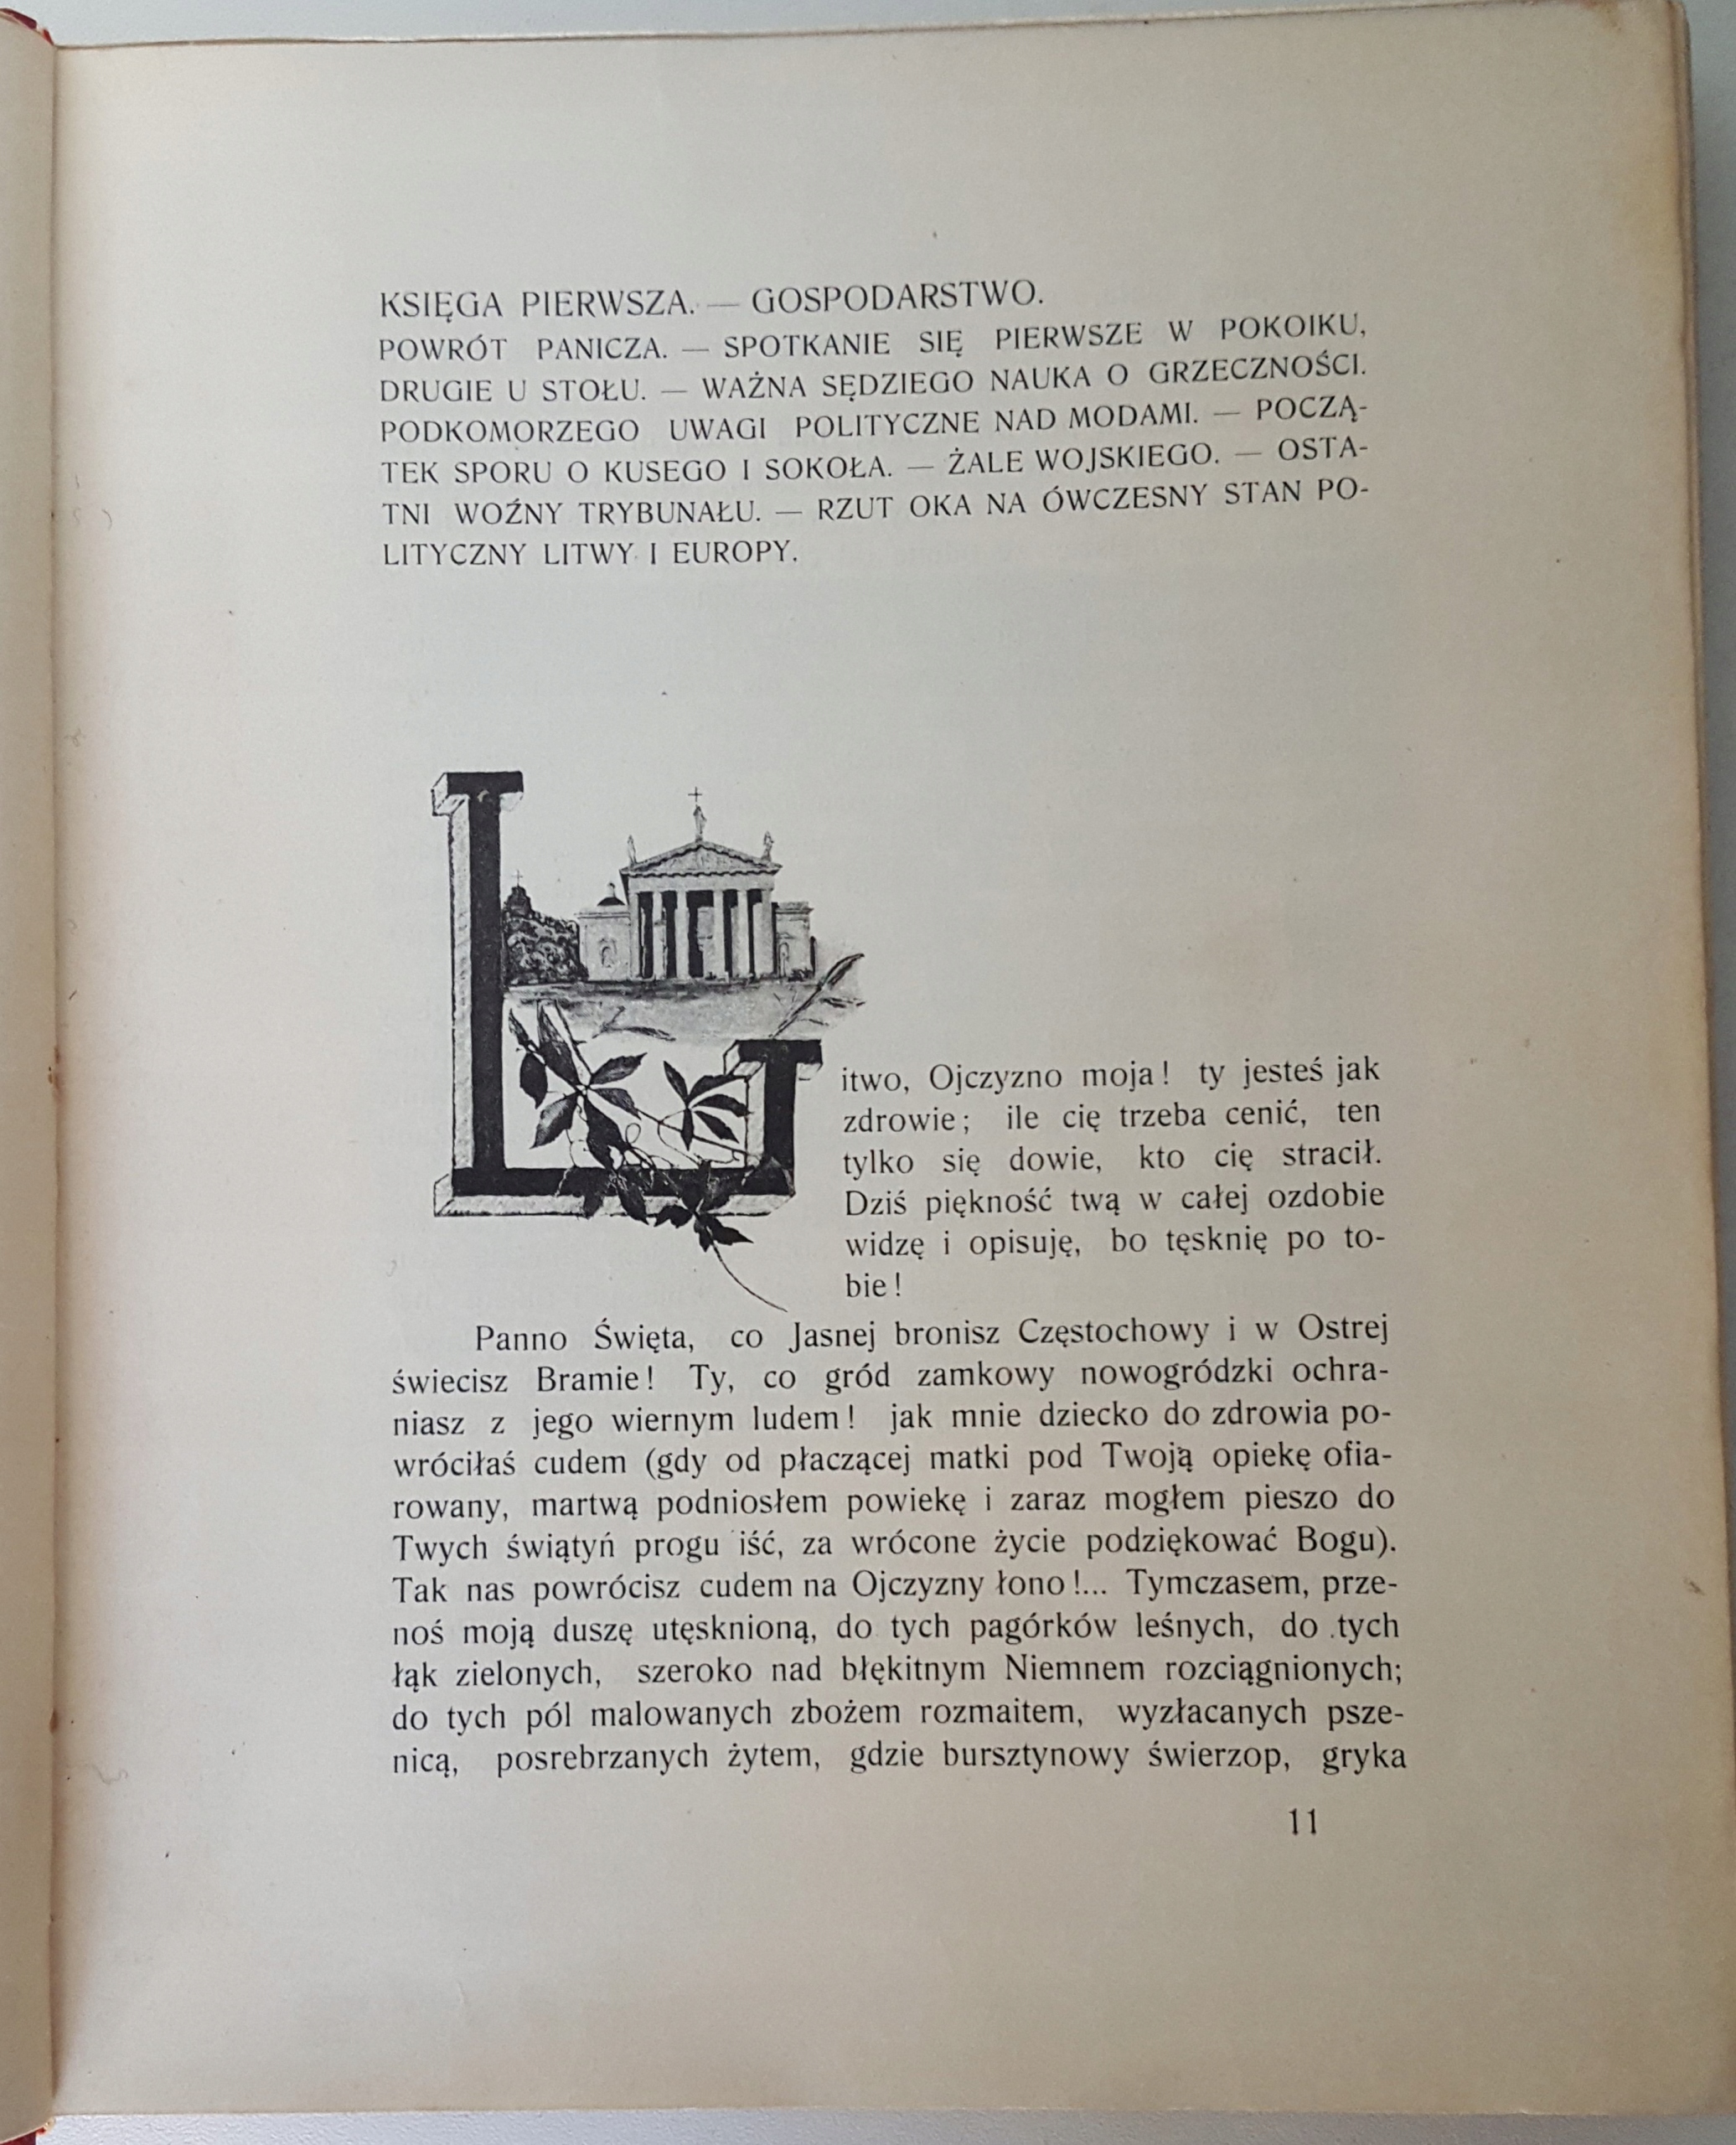 KSIĘGA PIERWSZA. — GOSPODARSTWO.
POWRÓT PANICZA. — SPOTKANIE SIĘ PIERWSZE W POKOIKU,
DRUGIE U STOŁU. — WAŻNA SĘDZIEGO NAUKA O GRZECZNOŚCI.
PODKOMORZEGO UWAGI POLITYCZNE NAD MODAMI. — POCZĄ-
TEK SPORU O KUSEGO I SOKOŁA. — ŻALE WOJSKIEGO. — OSTA-
TNI WOŹNY TRYBUNAŁU. — RZUT OKA NA ÓWCZESNY STAN PO-
LITYCZNY LITWY I EUROPY.
Litwo, Ojczyzno moja! ty jesteś jak
zdrowie; ile cię trzeba cenić, ten
tylko się dowie, kto cię stracił.
Dziś piękność twą w całej ozdobie
widzę i opisuję, bo tęsknię po to-
bie!
Panno Święta, co Jasnej bronisz Częstochowy i w Ostrej
świecisz Bramie! Ty, co gród zamkowy nowogródzki ochra-
niasz z jego wiernym ludem! jak mnie dziecko do zdrowia po-
wróciłaś cudem (gdy od płaczącej matki pod Twoją opiekę ofia-
rowany, martwą podniosłem powiekę i zaraz mogłem pieszo do
Twych świątyń progu iść, za wrócone życie podziękować Bogu).
Tak nas powrócisz cudem na Ojczyzny łono!... Tymczasem, prze-
noś moją duszę utęsknioną, do tych pagórków leśnych, do tych
łąk zielonych, szeroko nad błękitnym Niemnem rozciągnionych;
do tych pól malowanych zbożem rozmaitem, wyzłacanych psze-
nicą, posrebrzanych żytem, gdzie bursztynowy świerzop, gryka
11